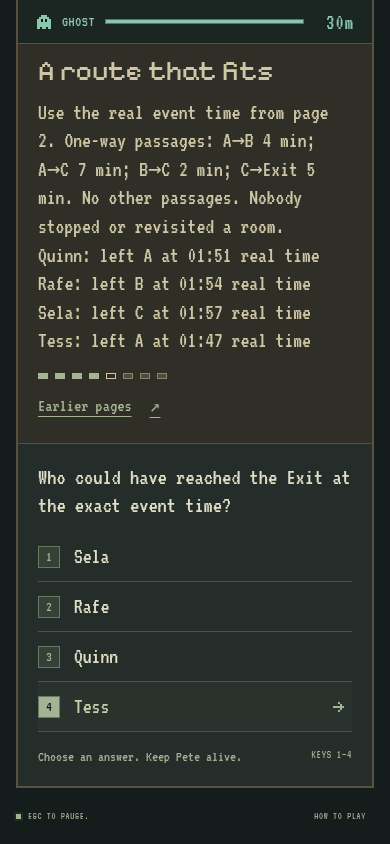 GHOST
30m
A route that fits
Use the real event time from page
2. One-way passages: A→B 4 min;
A→C 7 min; B→C 2 min; C→Exit 5
min. No other passages. Nobody
stopped or revisited a room.
Quinn: left A at 01:51 real time
Rafe: left B at 01:54 real time
Sela: left C at 01:57 real time
Tess: left A at 01:47 real time
Earlier pages ↗
Who could have reached the Exit at
the exact event time?
1 Sela
2 Rafe
3 Quinn
4 Tess →
Choose an answer. Keep Pete alive.
KEYS 1–4
ESC TO PAUSE.
HOW TO PLAY